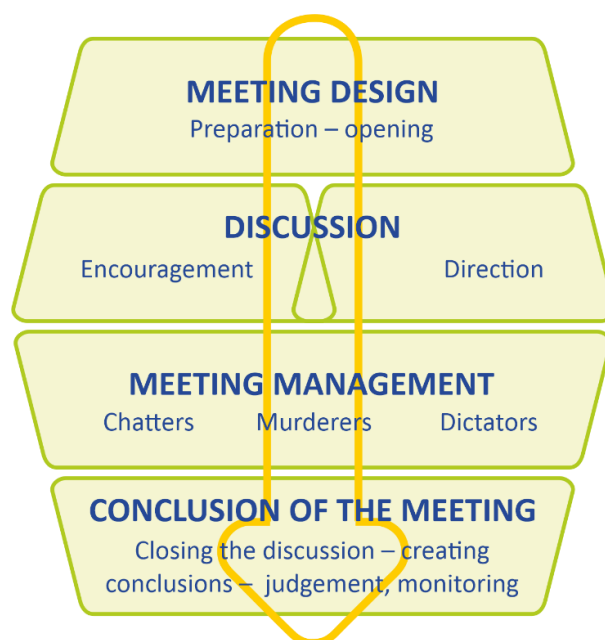 MEETING DESIGN
Preparation – opening
DISCUSSION
Encouragement Direction
MEETING MANAGEMENT
Chatters Murderers Dictators
CONCLUSION OF THE MEETING
Closing the discussion – creating
conclusions – judgement, monitoring